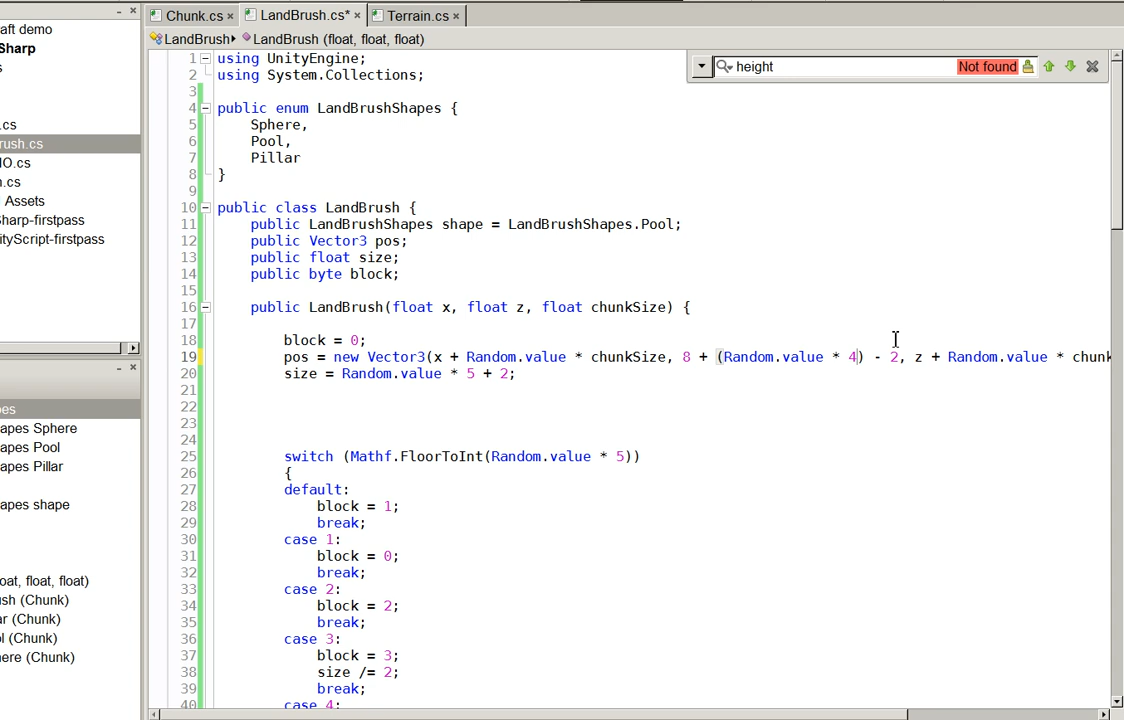 Chunk.cs ×
LandBrush.cs* ×
Terrain.cs ×
LandBrush
LandBrush (float, float, float)
height
Not found
aft demo
Sharp
s
.cs
rush.cs
IO.cs
n.cs
Assets
harp-firstpass
ityScript-firstpass
es
apes Sphere
apes Pool
apes Pillar
apes shape
oat, float, float)
sh (Chunk)
ar (Chunk)
ol (Chunk)
ere (Chunk)
1 using UnityEngine;
2 using System.Collections;
3
4 public enum LandBrushShapes {
5 Sphere,
6 Pool,
7 Pillar
8 }
9
10 public class LandBrush {
11 public LandBrushShapes shape = LandBrushShapes.Pool;
12 public Vector3 pos;
13 public float size;
14 public byte block;
15
16 public LandBrush(float x, float z, float chunkSize) {
17
18 block = 0;
19 pos = new Vector3(x + Random.value * chunkSize, 8 + (Random.value * 4) - 2, z + Random.value * chunk
20 size = Random.value * 5 + 2;
21
22
23
24
25 switch (Mathf.FloorToInt(Random.value * 5))
26 {
27 default:
28 block = 1;
29 break;
30 case 1:
31 block = 0;
32 break;
33 case 2:
34 block = 2;
35 break;
36 case 3:
37 block = 3;
38 size /= 2;
39 break;
40 case 4: